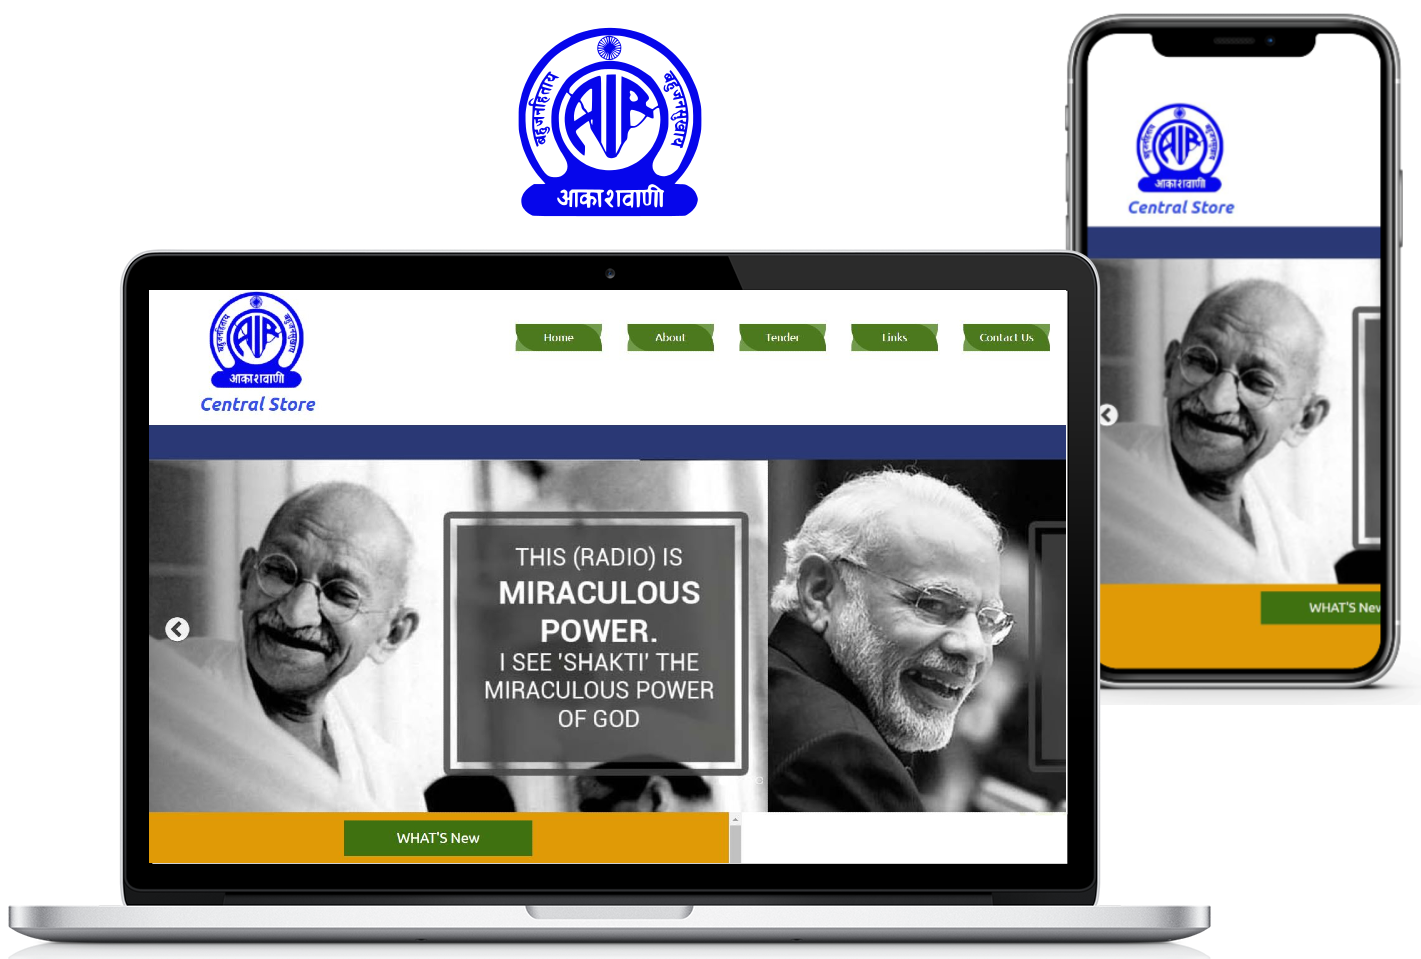 बहुजनहिताय बहुजनसुखाय
AIR
आकाशवाणी
बहुजनहिताय बहुजनसुखाय
AIR
आकाशवाणी
Central Store
Home About Tender Links Contact Us
THIS (RADIO) IS
MIRACULOUS
POWER.
I SEE 'SHAKTI' THE
MIRACULOUS POWER
OF GOD
WHAT'S New
बहुजनहिताय बहुजनसुखाय
AIR
आकाशवाणी
Central Store
WHAT'S New